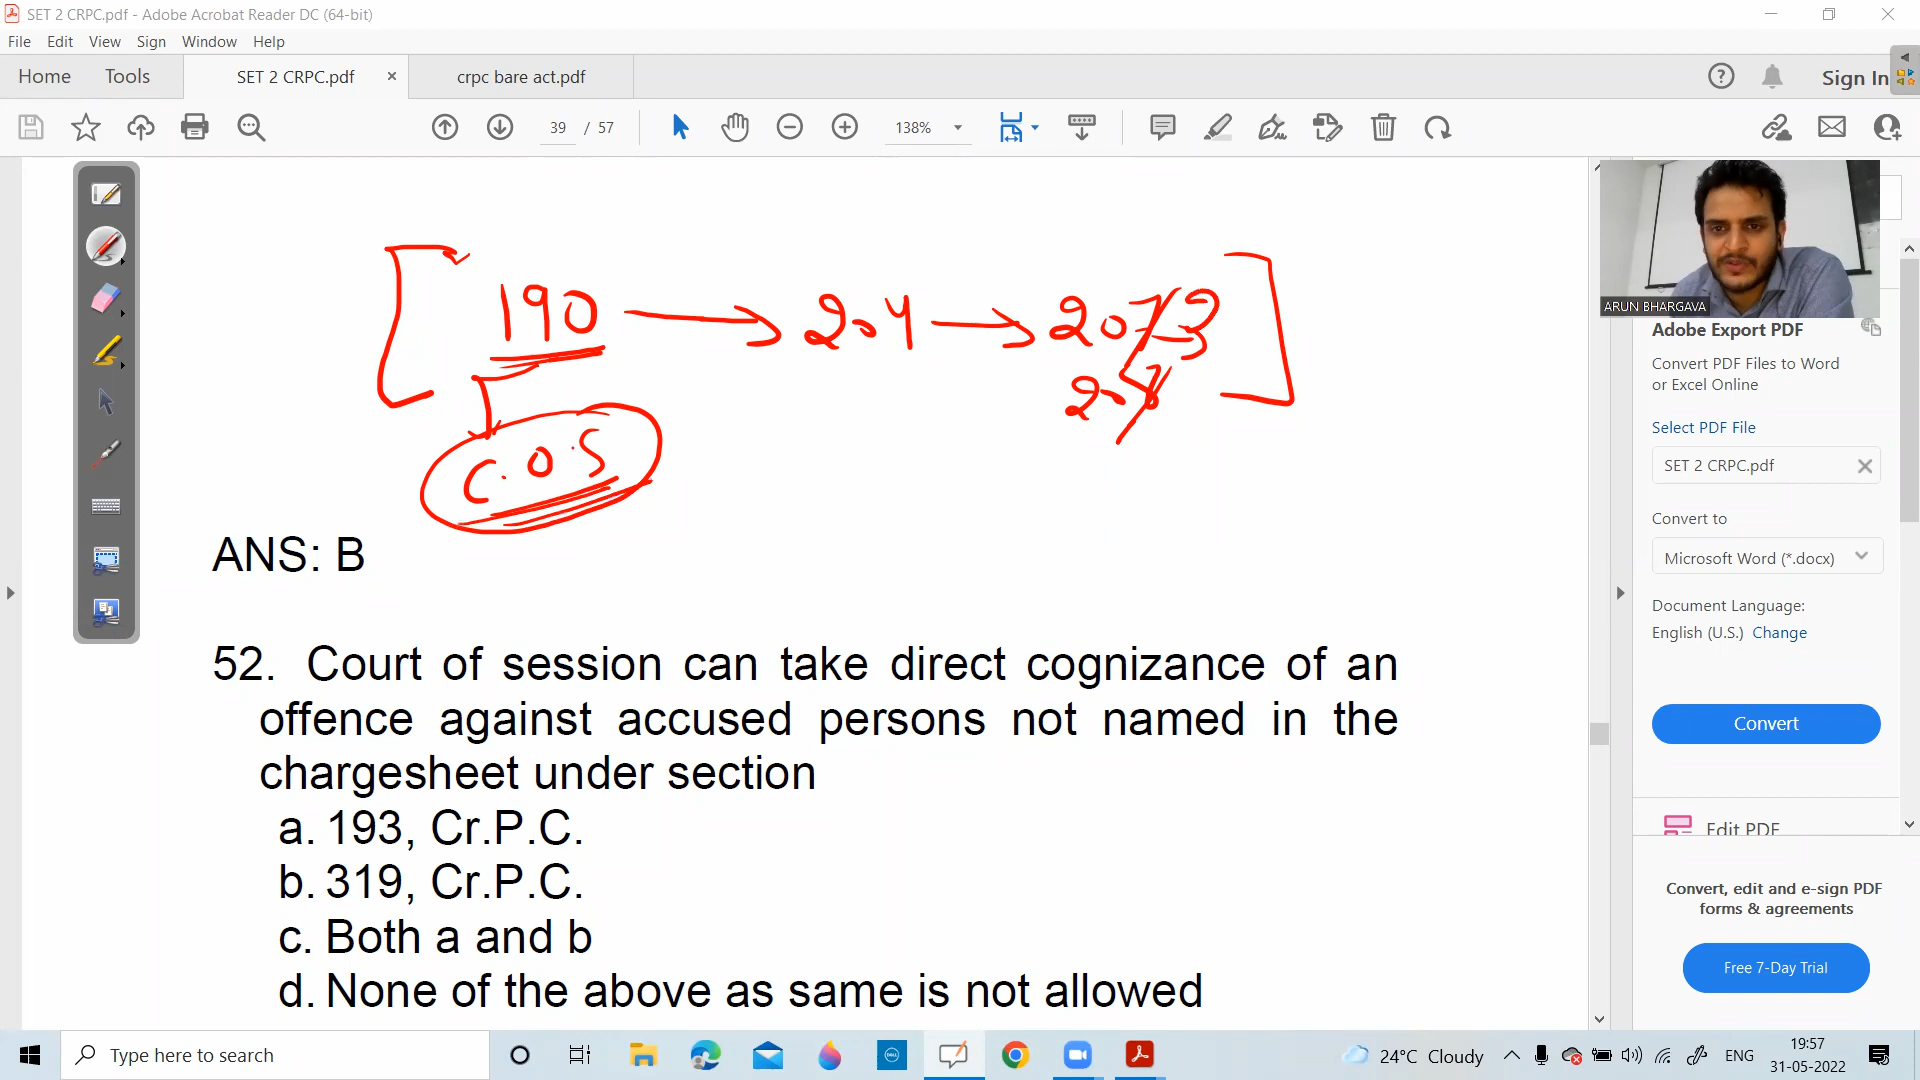 SET 2 CRPC.pdf - Adobe Acrobat Reader DC (64-bit)
File Edit View Sign Window Help
Home Tools SET 2 CRPC.pdf × crpc bare act.pdf Sign In
39 / 57 138%
190 → 204 →
C.O.S
ANS: B
52. Court of session can take direct cognizance of an
offence against accused persons not named in the
chargesheet under section
a. 193, Cr.P.C.
b. 319, Cr.P.C.
c. Both a and b
d. None of the above as same is not allowed
ARUN BHARGAVA
Adobe Export PDF
Convert PDF Files to Word
or Excel Online
Select PDF File
SET 2 CRPC.pdf
Convert to
Microsoft Word (*.docx)
Document Language:
English (U.S.) Change
Convert
Edit PDF
Convert, edit and e-sign PDF
forms & agreements
Free 7-Day Trial
Type here to search
24°C Cloudy
ENG
19:57
31-05-2022